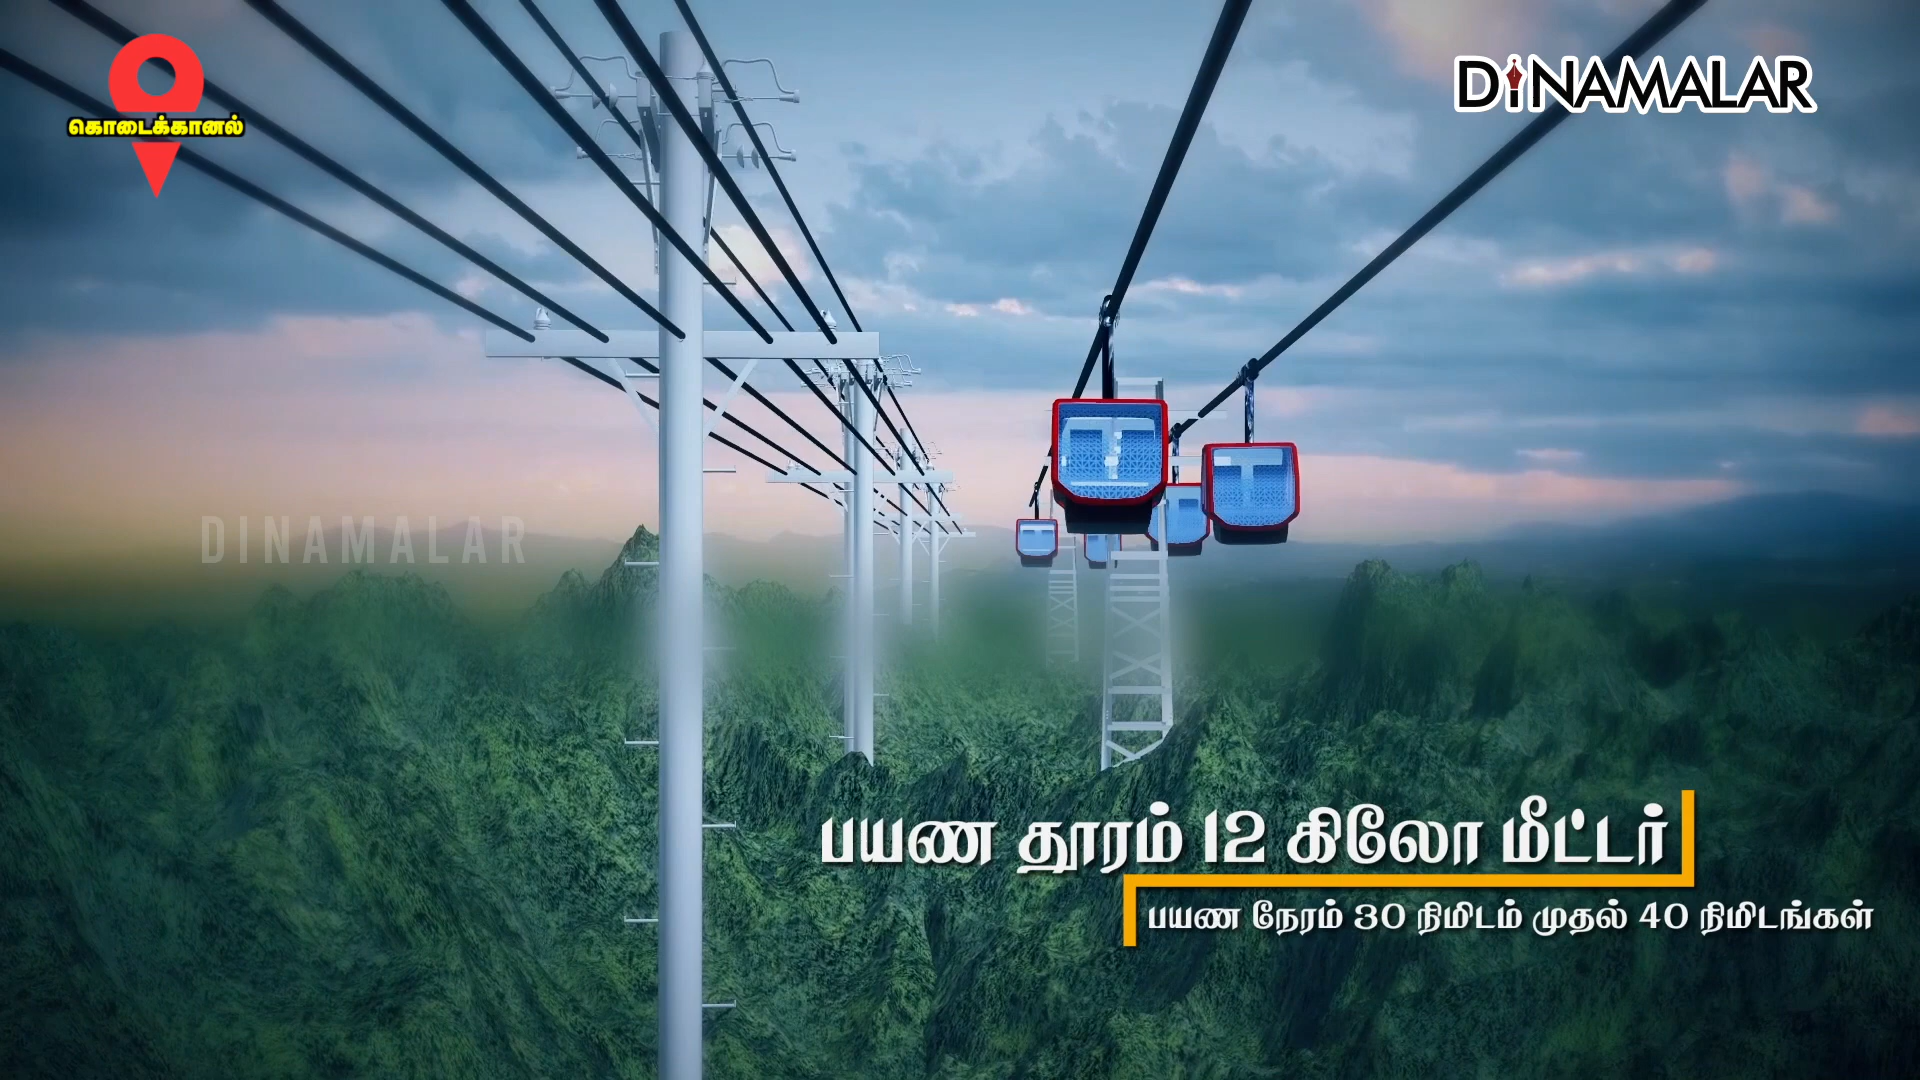 கொடைக்கானல்
DINAMALAR
DINAMALAR
பயண தூரம் 12 கிலோ மீட்டர்
பயண நேரம் 30 நிமிடம் முதல் 40 நிமிடங்கள்